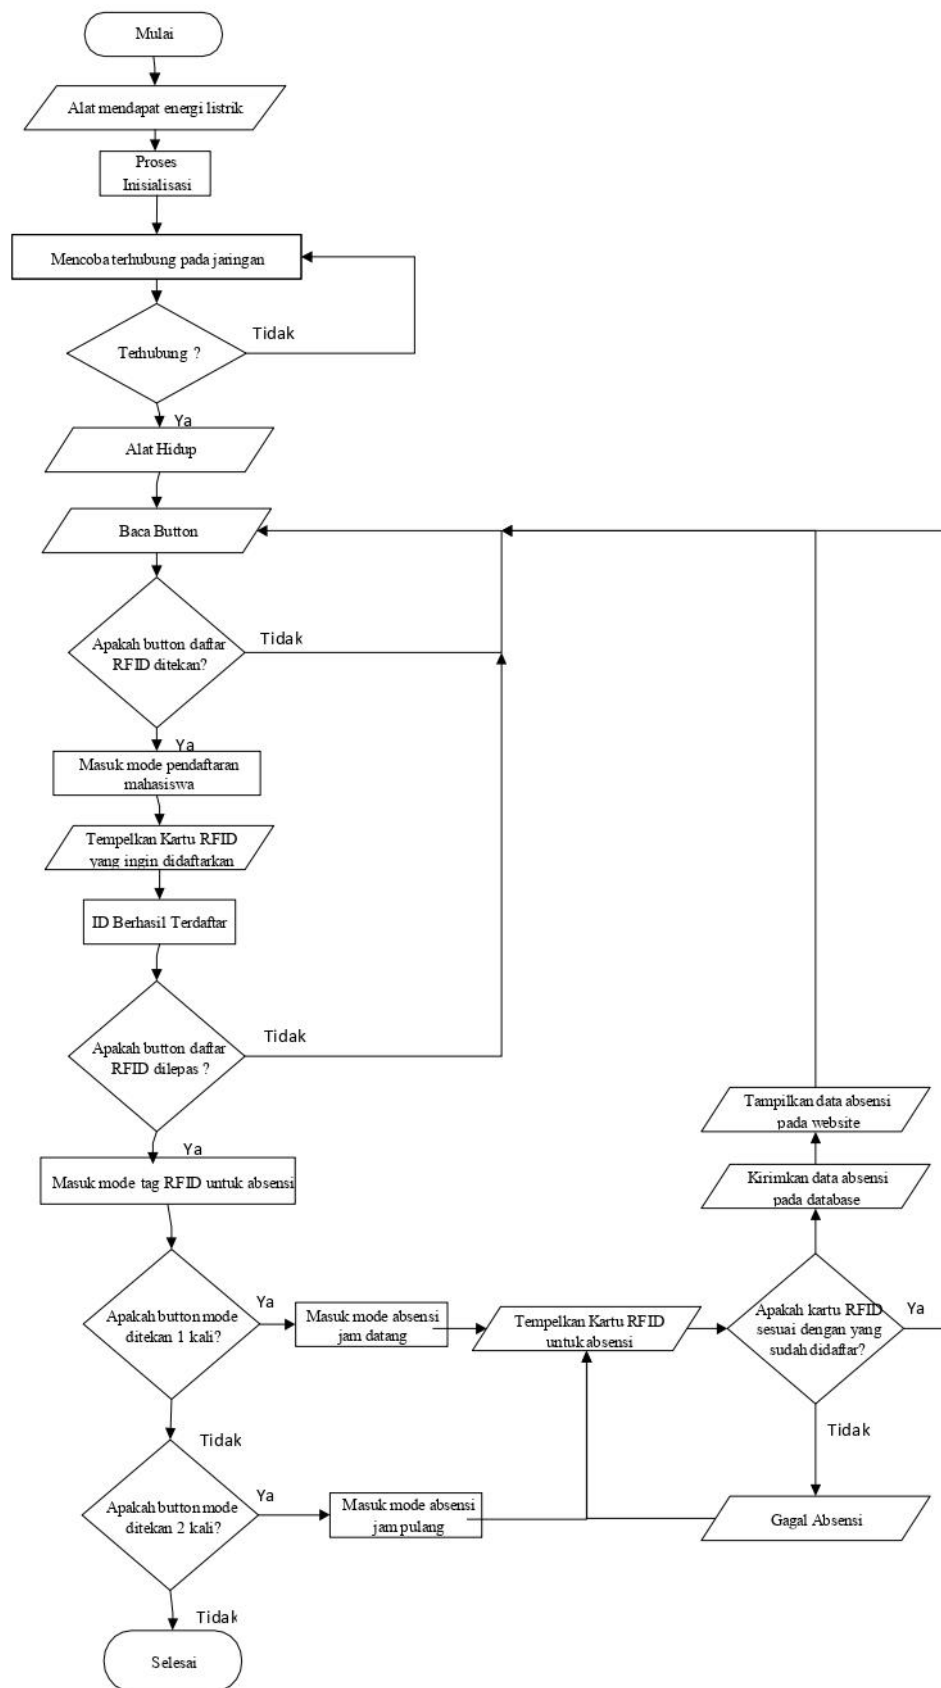 Mulai
Alat mendapat energi listrik
Proses
Inisialisasi
Mencoba terhubung pada jaringan
Tidak
Terhubung ?
Ya
Alat Hidup
Baca Button
Apakah button daftar
RFID ditekan?
Tidak
Ya
Masuk mode pendaftaran
mahasiswa
Tempelkan Kartu RFID
yang ingin didaftarkan
ID Berhasil Terdaftar
Apakah button daftar
RFID dilepas ?
Tidak
Ya
Masuk mode tag RFID untuk absensi
Apakah button mode
ditekan 1 kali?
Ya
Masuk mode absensi
jam datang
Tempelkan Kartu RFID
untuk absensi
Apakah kartu RFID
sesuai dengan yang
sudah didaftar?
Ya
Kirimkan data absensi
pada database
Tampilkan data absensi
pada website
Tidak
Gagal Absensi
Tidak
Apakah button mode
ditekan 2 kali?
Ya
Masuk mode absensi
jam pulang
Tidak
Selesai